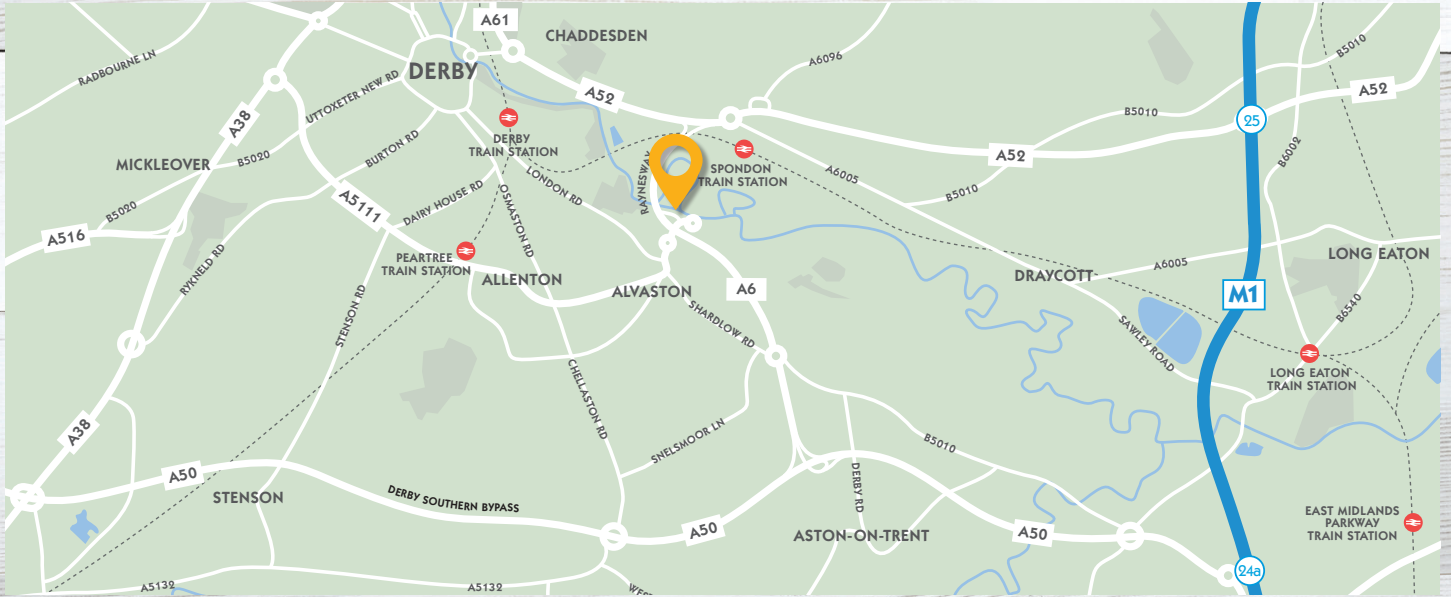 A61
CHADDESDEN
RADBOURNE LN
DERBY
A6096
B5010
UTTOXETER NEW RD
A52
A52
A38
B5010
25
DERBY
TRAIN STATION
BURTON RD
B5020
MICKLEOVER
A52
B6002
RAYNESWAY
SPONDON
TRAIN STATION
A6005
B5010
LONDON RD
OSMASTON RD
DAIRY HOUSE RD
A5111
B5020
A516
PEARTREE
TRAIN STATION
RYKNELD RD
ALLENTON
ALVASTON
A6
DRAYCOTT
A6005
LONG EATON
M1
B6540
STENSON RD
SHARDLOW RD
SAWLEY ROAD
LONG EATON
TRAIN STATION
CHELLASTON RD
A38
SNELSMOOR LN
B5010
A50
STENSON
DERBY SOUTHERN BYPASS
DERBY RD
A50
ASTON-ON-TRENT
A50
EAST MIDLANDS
PARKWAY
TRAIN STATION
24a
A5132
A5132